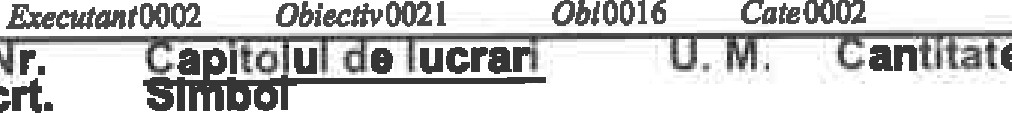 Executant0002 Obiectiv0021 Obl0016 Cate0002
Nr. Capitolul de lucrari U. M. Cantitate
crt. Simbol